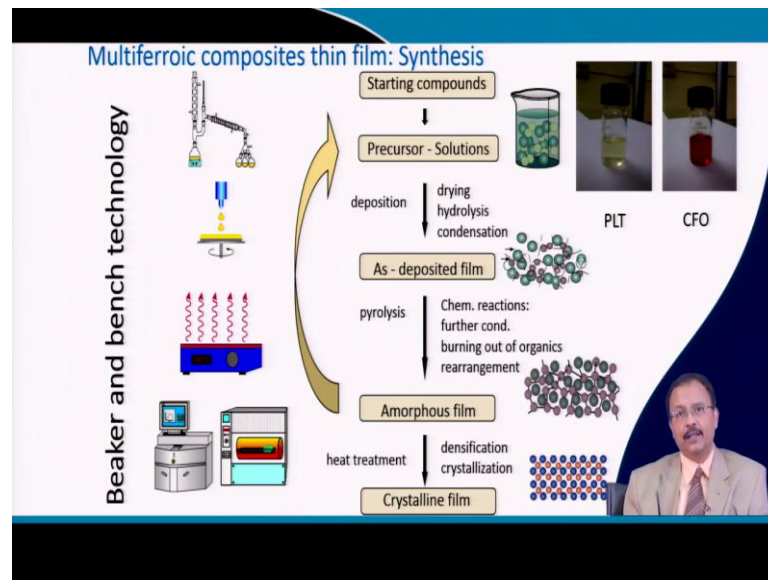 Multiferroic composites thin film: Synthesis
Beaker and bench technology
Starting compounds
Precursor - Solutions
deposition
drying
hydrolysis
condensation
As - deposited film
pyrolysis
Chem. reactions:
further cond.
burning out of organics
rearrangement
Amorphous film
heat treatment
densification
crystallization
Crystalline film
PLT
CFO